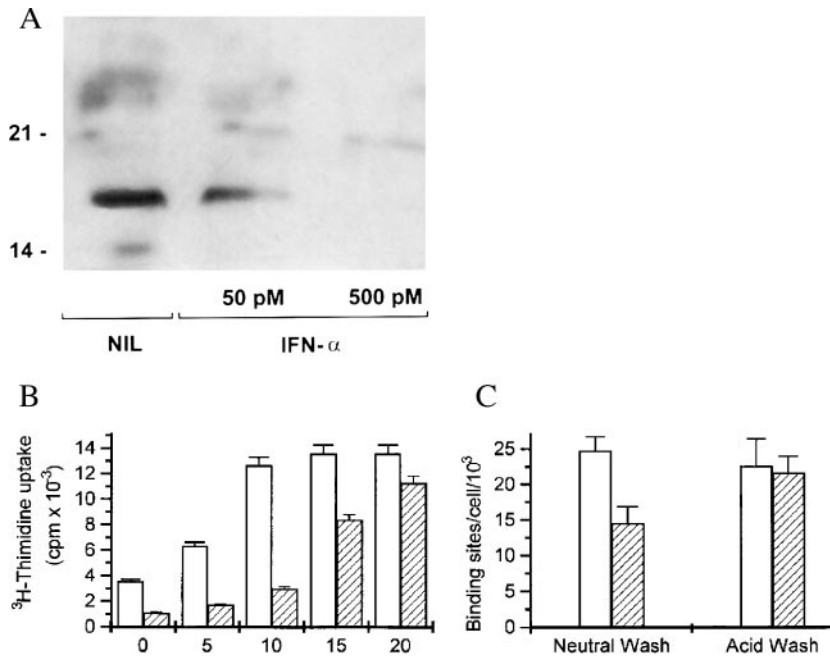 A
21 -
14 -
50 pM 500 pM
NIL IFN- α
B
³H-Thimidine uptake
(cpm x 10⁻³)
14
12
10
8
6
4
2
0
0 5 10 15 20
C
Binding sites/cell/10³
25
20
15
10
5
0
Neutral Wash Acid Wash